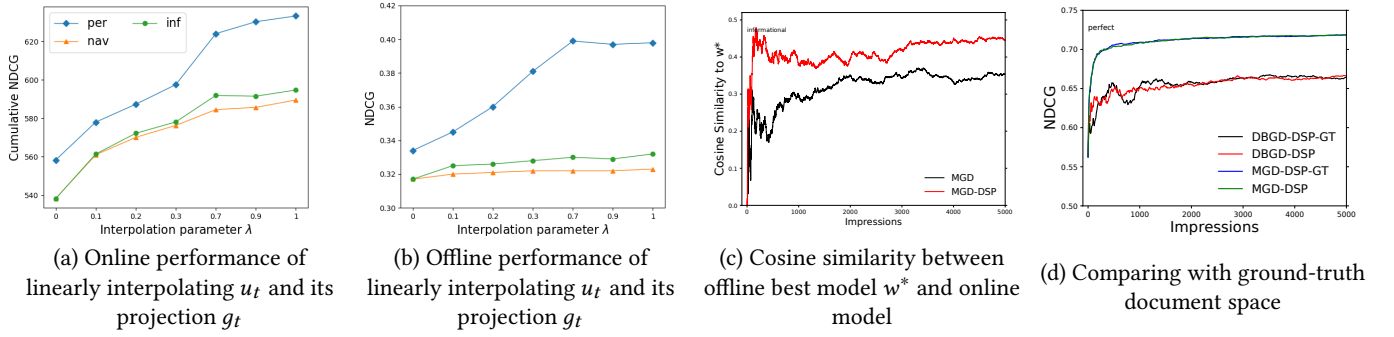 per
nav
inf
Cumulative NDCG
620
600
580
560
540
0 0.1 0.2 0.3 0.7 0.9 1
Interpolation parameter λ
(a) Online performance of
linearly interpolating u_t and its
projection g_t
NDCG
0.40
0.38
0.36
0.34
0.32
0.30
0 0.1 0.2 0.3 0.7 0.9 1
Interpolation parameter λ
(b) Offline performance of
linearly interpolating u_t and its
projection g_t
informational
Cosine Similarity to w*
0.5
0.4
0.3
0.2
0.1
0.0
0 1000 2000 3000 4000 5000
Impressions
MGD
MGD-DSP
(c) Cosine similarity between
offline best model w* and online
model
perfect
NDCG
0.75
0.70
0.65
0.60
0.55
0.50
0 1000 2000 3000 4000 5000
Impressions
DBGD-DSP-GT
DBGD-DSP
MGD-DSP-GT
MGD-DSP
(d) Comparing with ground-truth
document space